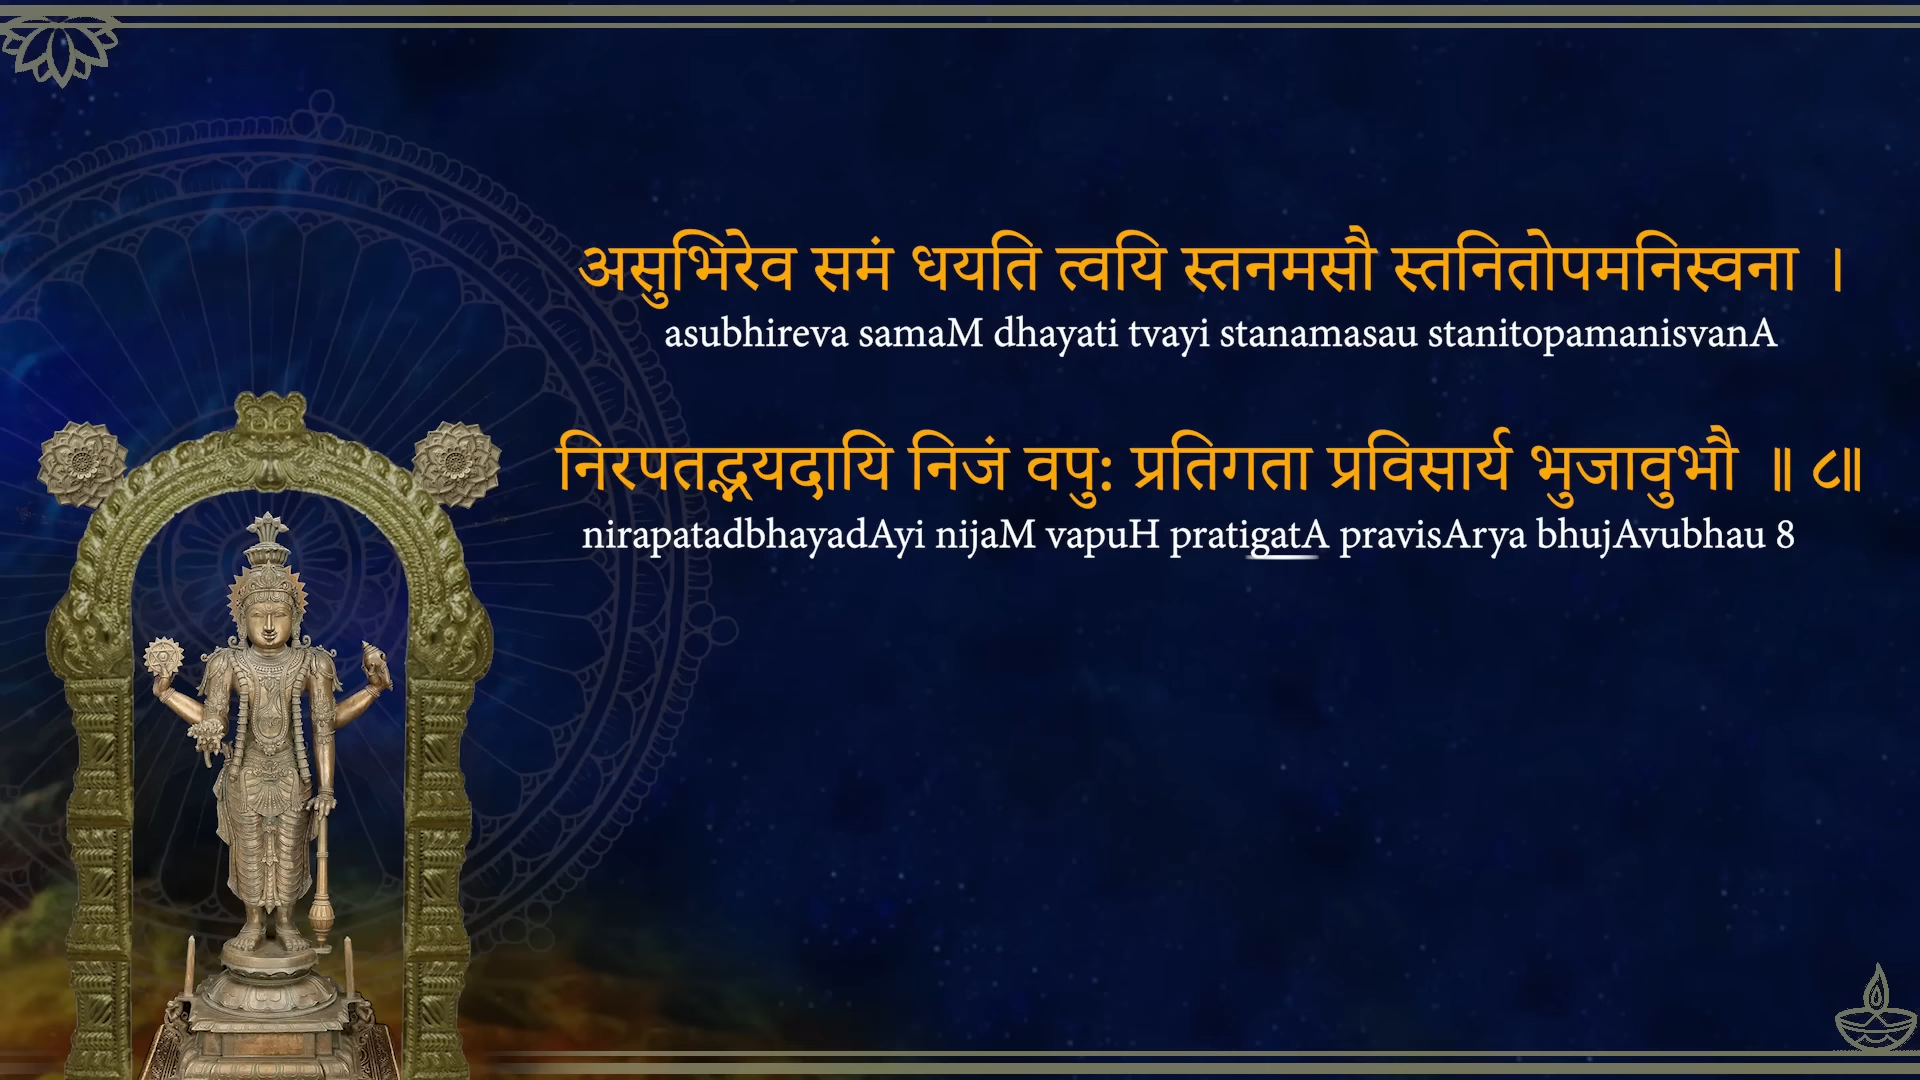 असुभिरेव समं धयति त्वयि स्तनमसौ स्तनितोपमनिस्वना ।
asubhireva samaM dhayati tvayi stanamasau stanitopamanisvanA
निरपतद्भयदायि निजं वपु: प्रतिगता प्रविसार्य भुजावुभौ ॥ ८॥
nirapatadbhayadAyi nijaM vapuH pratigatA pravisArya bhujAvubhau 8